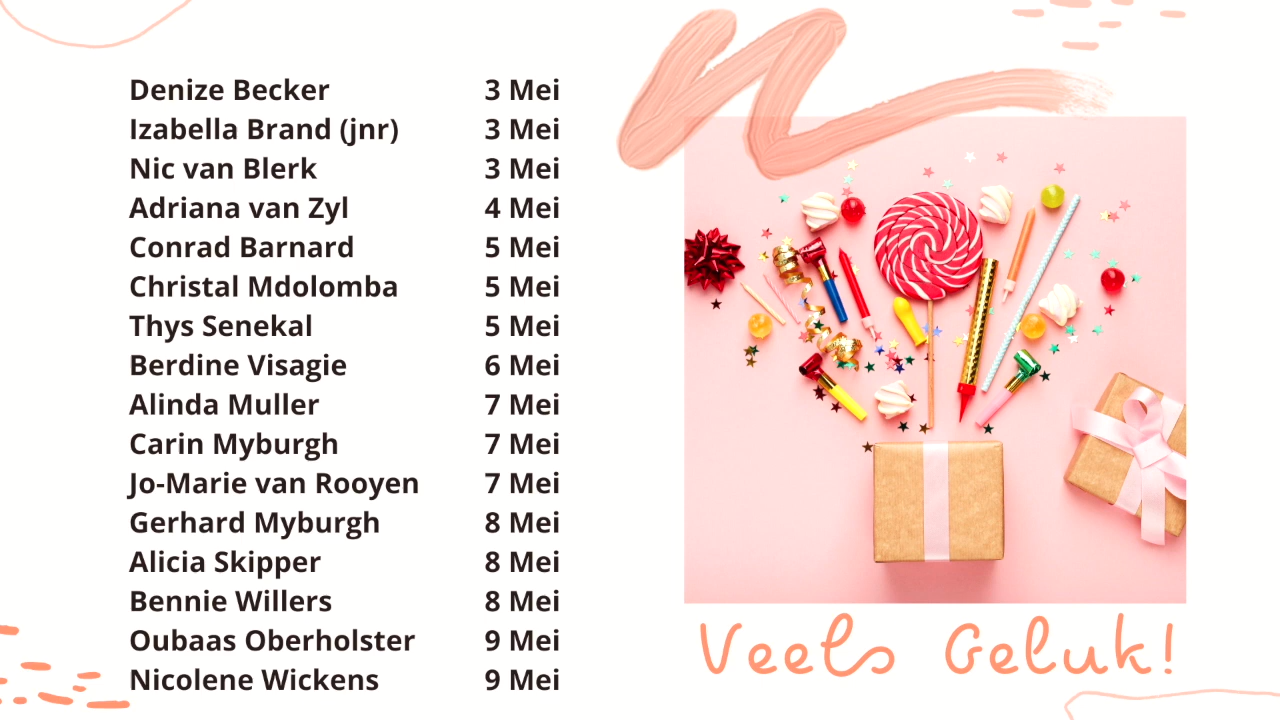 Denize Becker 3 Mei
Izabella Brand (jnr) 3 Mei
Nic van Blerk 3 Mei
Adriana van Zyl 4 Mei
Conrad Barnard 5 Mei
Christal Mdolomba 5 Mei
Thys Senekal 5 Mei
Berdine Visagie 6 Mei
Alinda Muller 7 Mei
Carin Myburgh 7 Mei
Jo-Marie van Rooyen 7 Mei
Gerhard Myburgh 8 Mei
Alicia Skipper 8 Mei
Bennie Willers 8 Mei
Oubaas Oberholster 9 Mei
Nicolene Wickens 9 Mei
Veels Geluk!